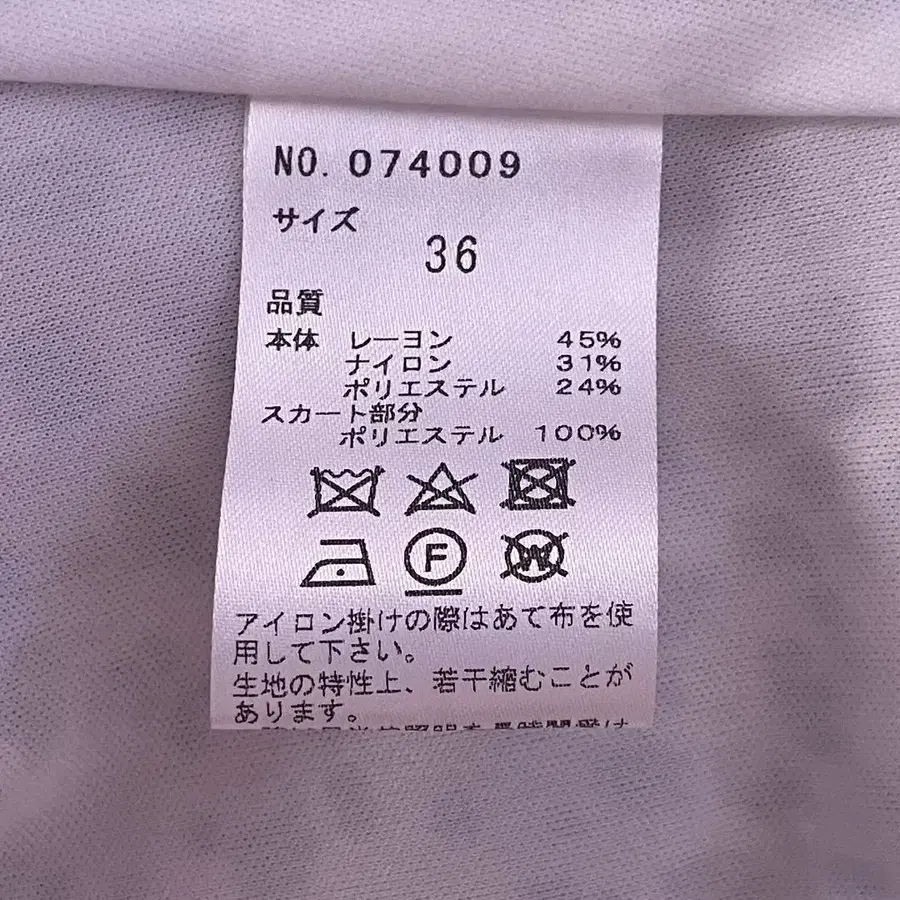 NO. 074009
サイズ
36
品質
本体 レーヨン 45%
ナイロン 31%
ポリエステル 24%
スカート部分
ポリエステル 100%
F W
アイロン掛けの際はあて布を使
用して下さい。
生地の特性上、若干縮むことが
あります。